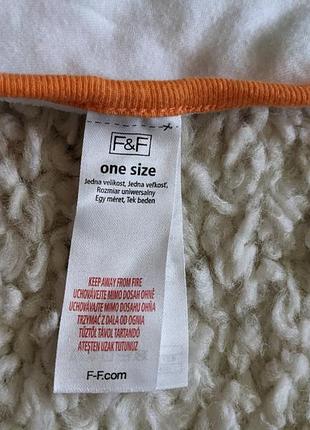 F&F
one size
Jedna velikost, Jedna veľkosť,
Rozmiar uniwersalny
Egy méret, Tek beden
KEEP AWAY FROM FIRE
UCHOVÁVEJTE MIMO DOSAH OHNĚ
UCHOVÁVAJTE MIMO DOSAHU OHŇA
TRZYMAĆ Z DALA OD OGNIA
TŰZTŐL TÁVOL TARTANDÓ
ATEŞTEN UZAK TUTUNUZ
F-F.com